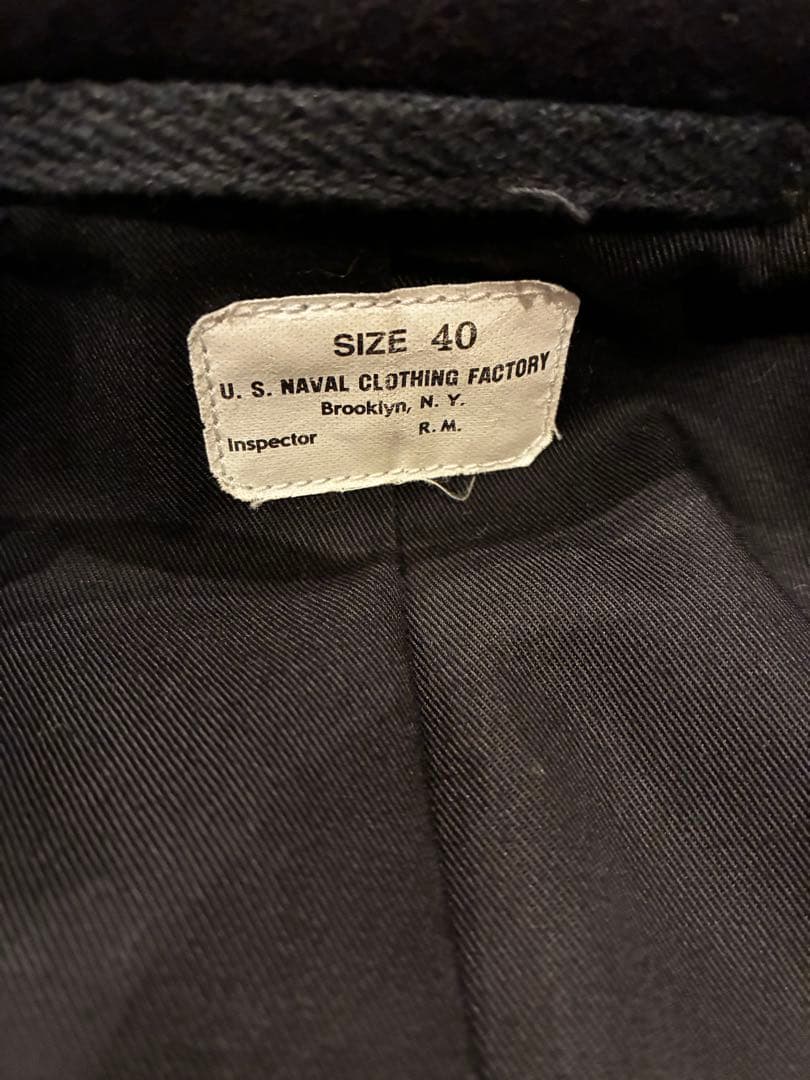 SIZE 40
U. S. NAVAL CLOTHING FACTORY
Brooklyn, N. Y.
Inspector R. M.